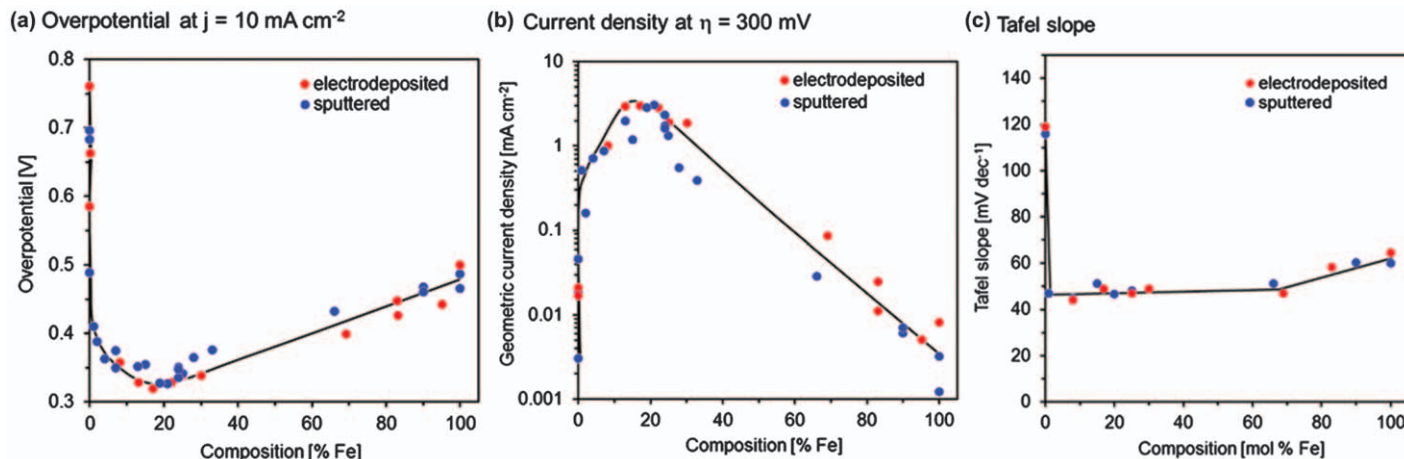 (a) Overpotential at j = 10 mA cm⁻²
0.8
0.7
0.6
0.5
0.4
0.3
Overpotential [V]
electrodeposited
sputtered
0 20 40 60 80 100
Composition [% Fe]
(b) Current density at η = 300 mV
10
1
0.1
0.01
0.001
Geometric current density [mA cm⁻²]
electrodeposited
sputtered
0 20 40 60 80 100
Composition [% Fe]
(c) Tafel slope
140
120
100
80
60
40
20
0
Tafel slope [mV dec⁻¹]
electrodeposited
sputtered
0 20 40 60 80 100
Composition [mol % Fe]